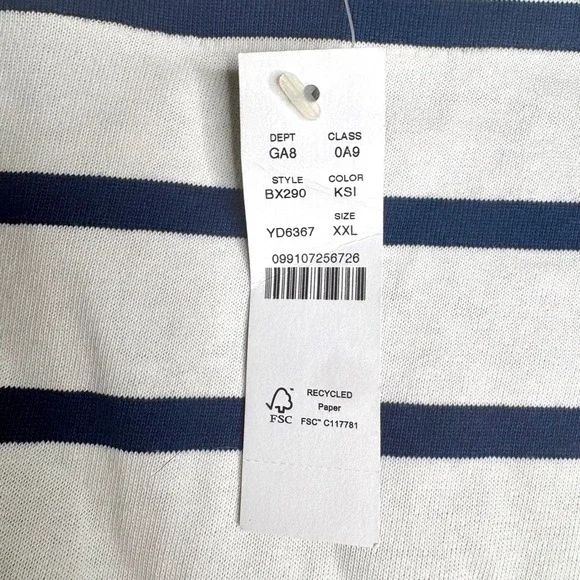 DEPT CLASS
GA8 0A9
STYLE COLOR
BX290 KSI
SIZE
YD6367 XXL
099107256726
RECYCLED
Paper
FSC™ C117781
FSC